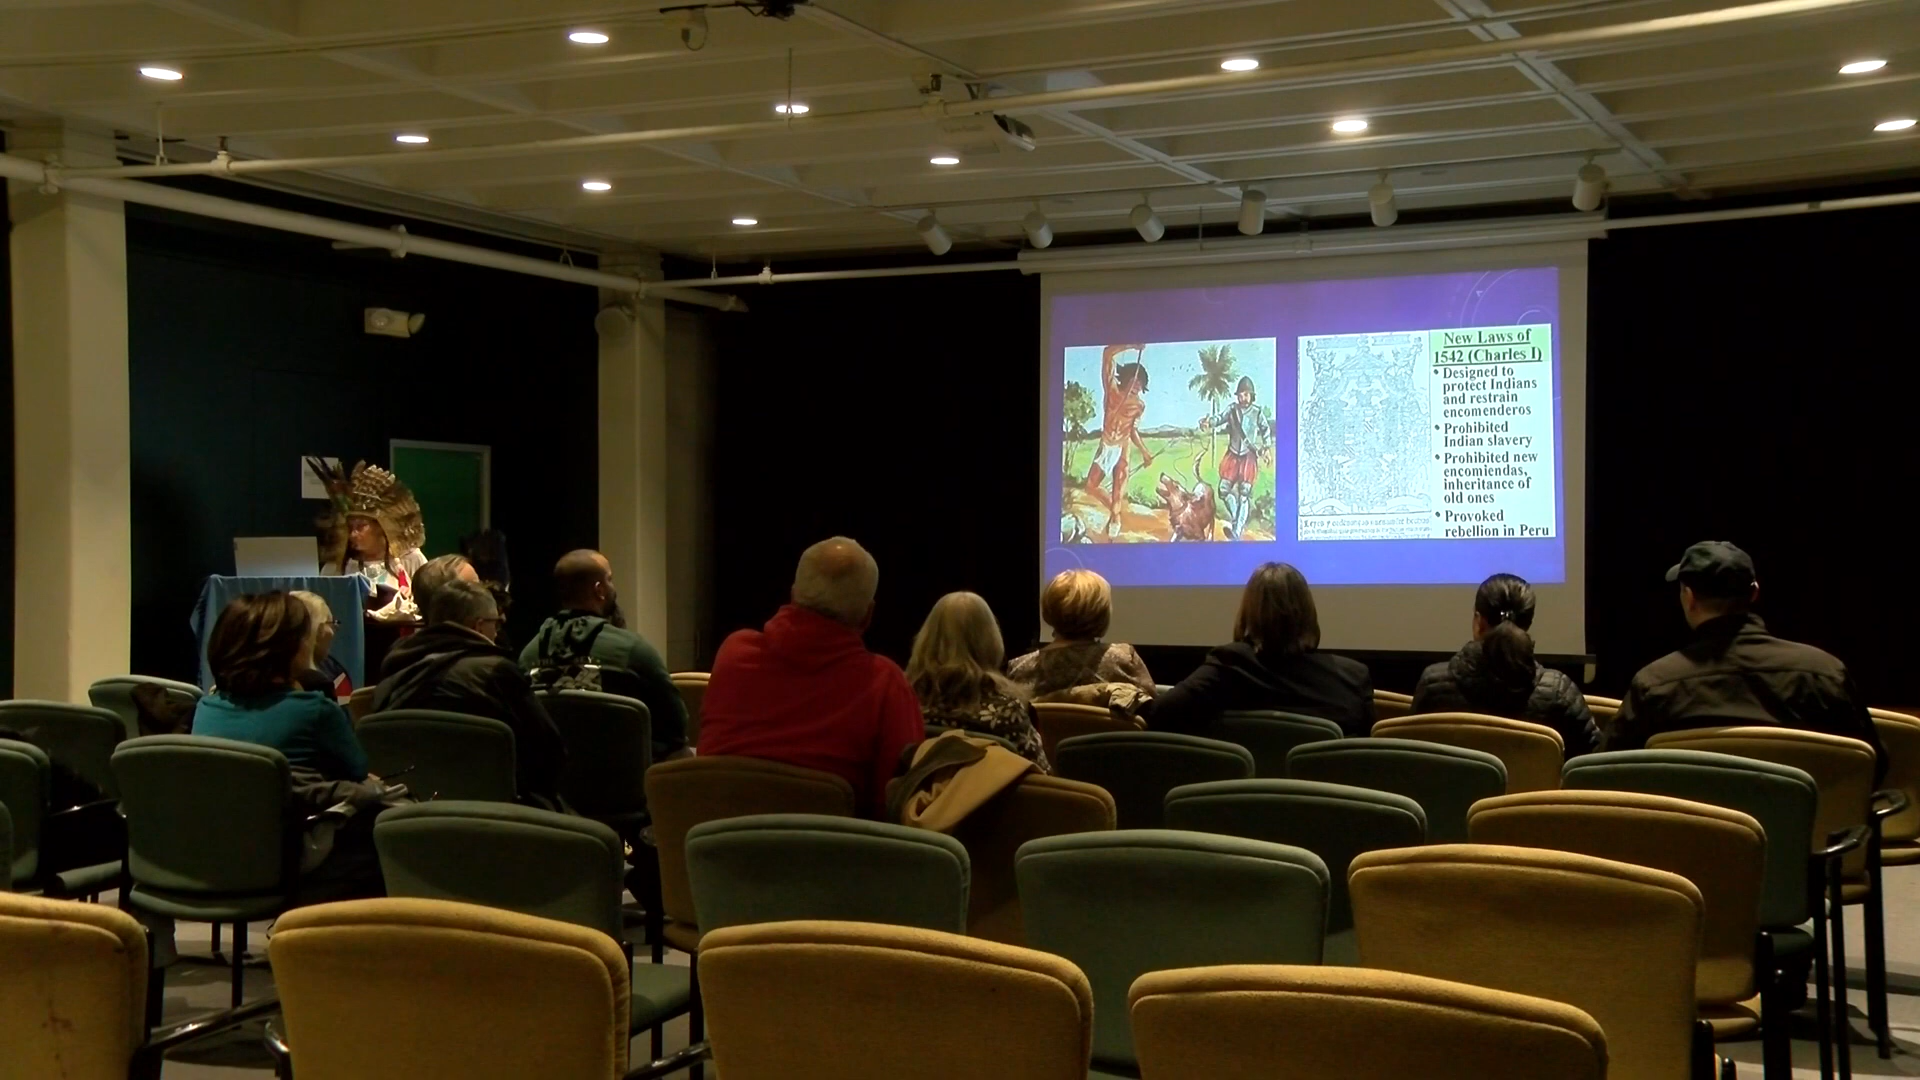 New Laws of
1542 (Charles I)
• Designed to
protect Indians
and restrain
encomenderos
• Prohibited
Indian slavery
• Prohibited new
encomiendas,
inheritance of
old ones
• Provoked
rebellion in Peru